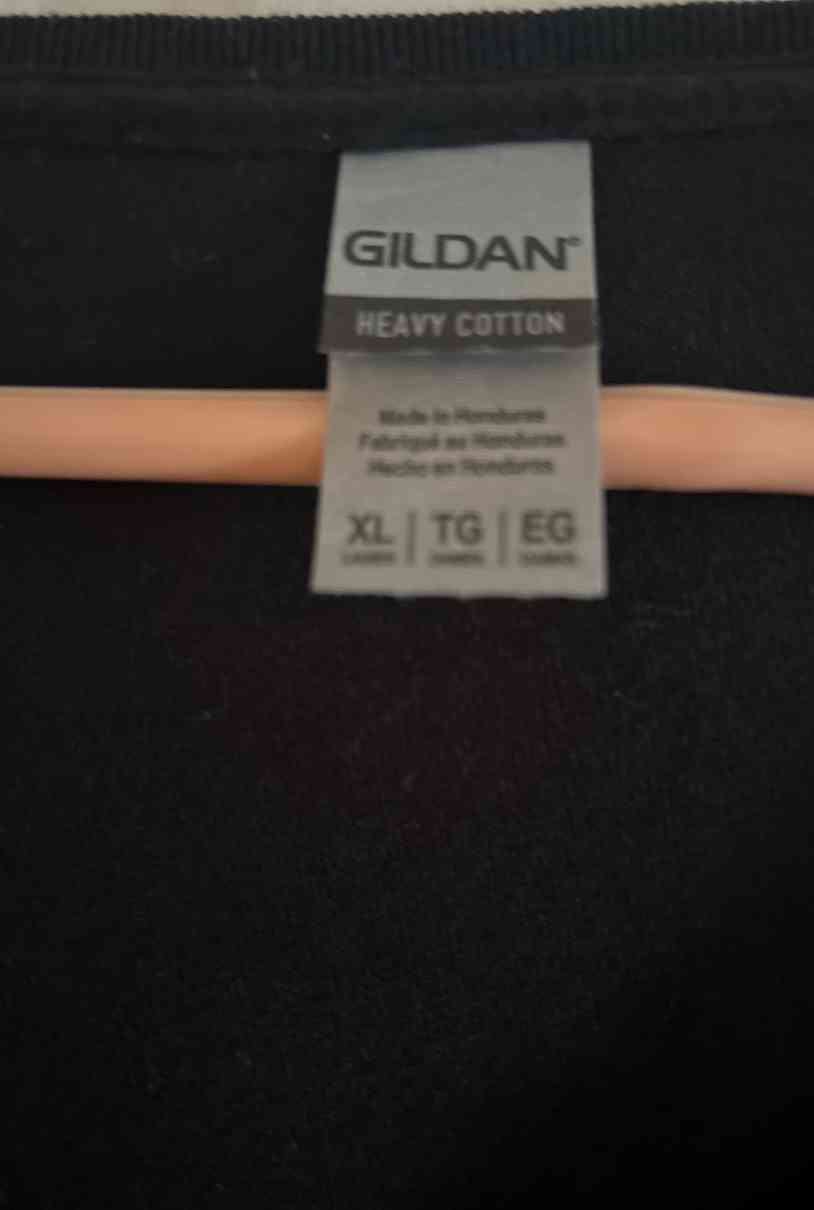 GILDAN®
HEAVY COTTON
Made in Honduras
Fabriqué au Honduras
Hecho en Honduras
XL | TG | EG